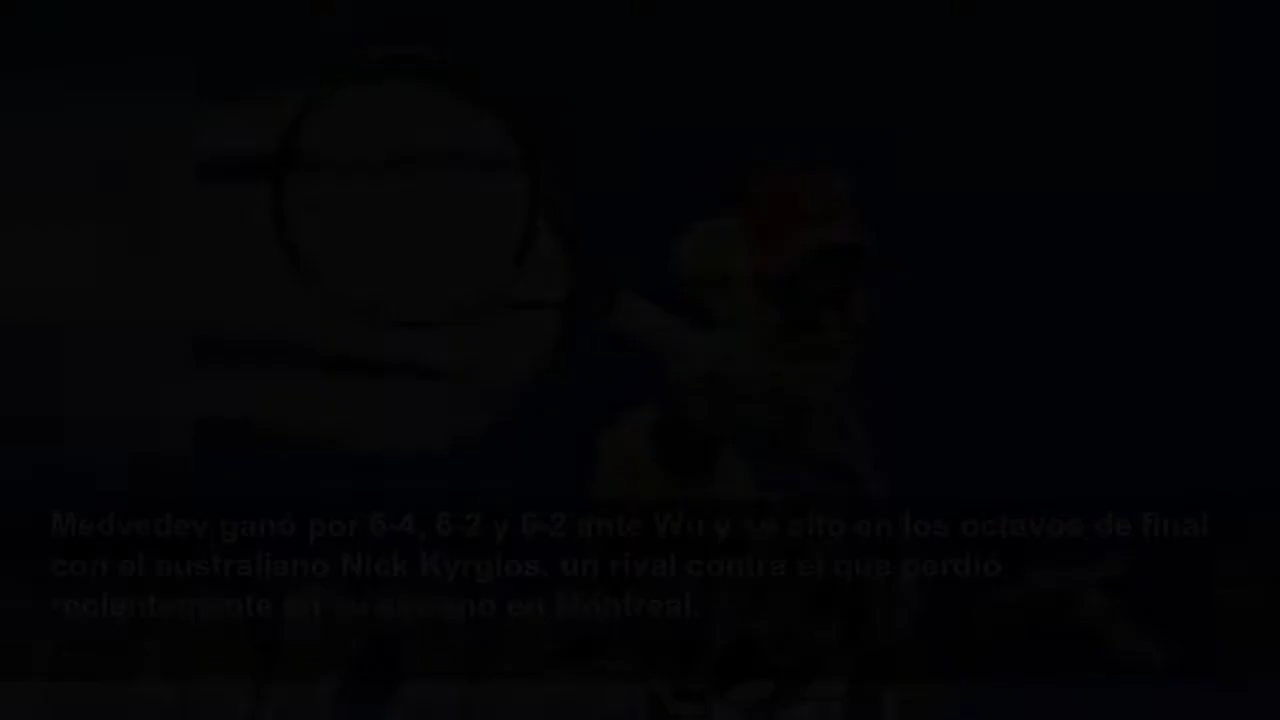 Medvedev ganó por 6-4, 6-2 y 6-2 ante Wu y se citó en los octavos de final
con el australiano Nick Kyrgios, un rival contra el que perdió
recientemente en su estreno en Montreal.